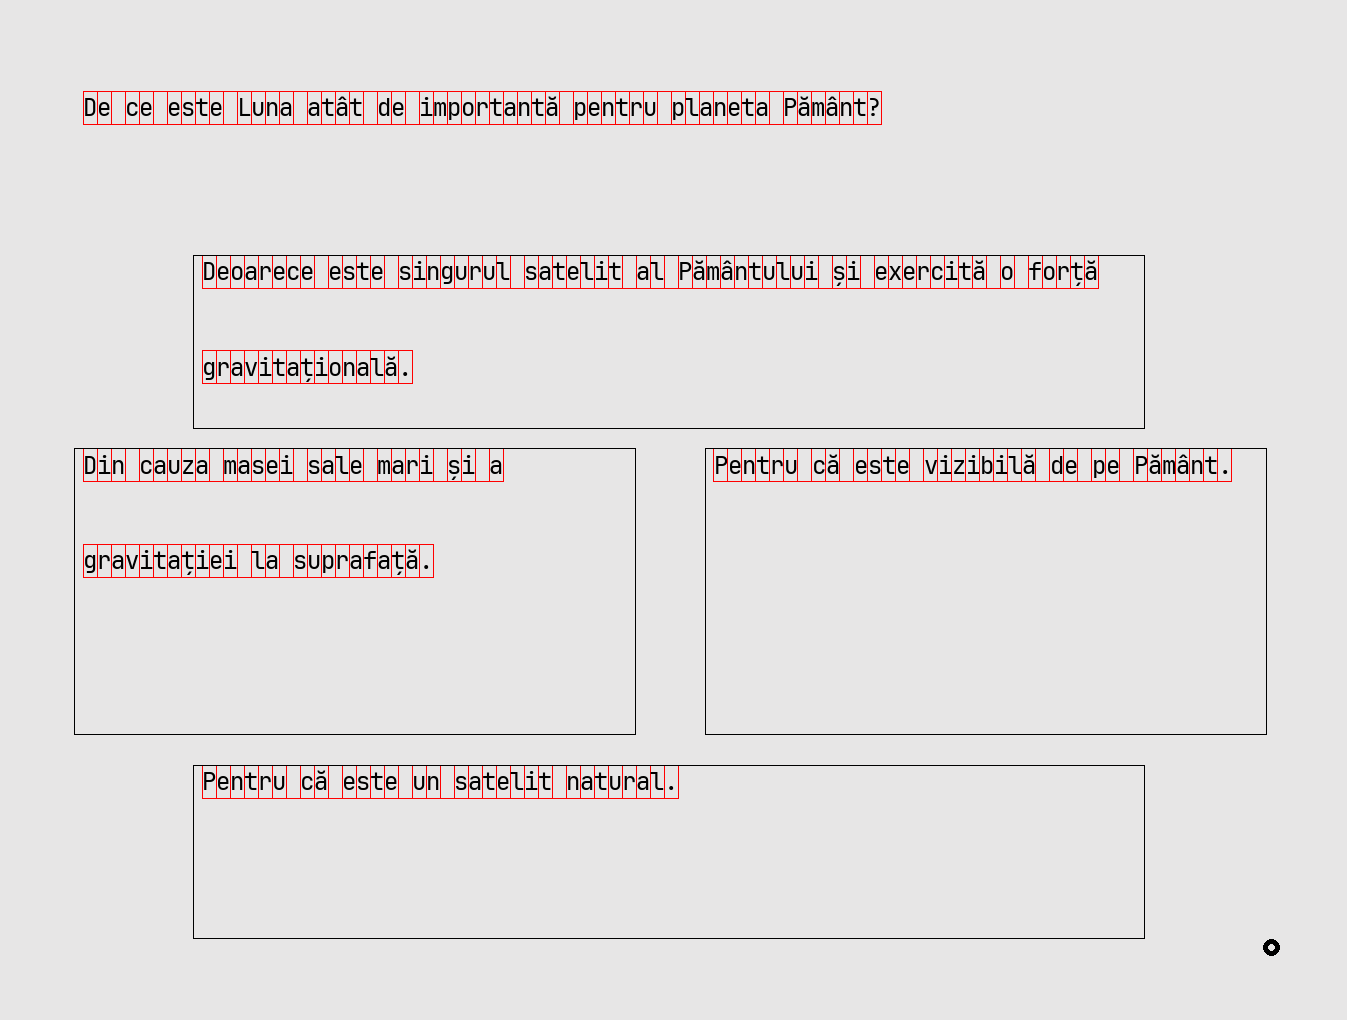 De ce este Luna atât de importantă pentru planeta Pământ?
Deoarece este singurul satelit al Pământului și exercită o forță
gravitațională.
Din cauza masei sale mari și a
gravitației la suprafață.
Pentru că este vizibilă de pe Pământ.
Pentru că este un satelit natural.